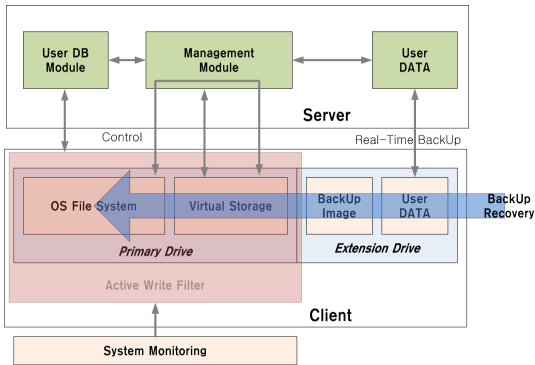 User DB
Module
Management
Module
User
DATA
Server
Control
Real-Time BackUp
OS File System
Virtual Storage
BackUp
Image
User
DATA
BackUp
Recovery
Primary Drive
Extension Drive
Active Write Filter
Client
System Monitoring